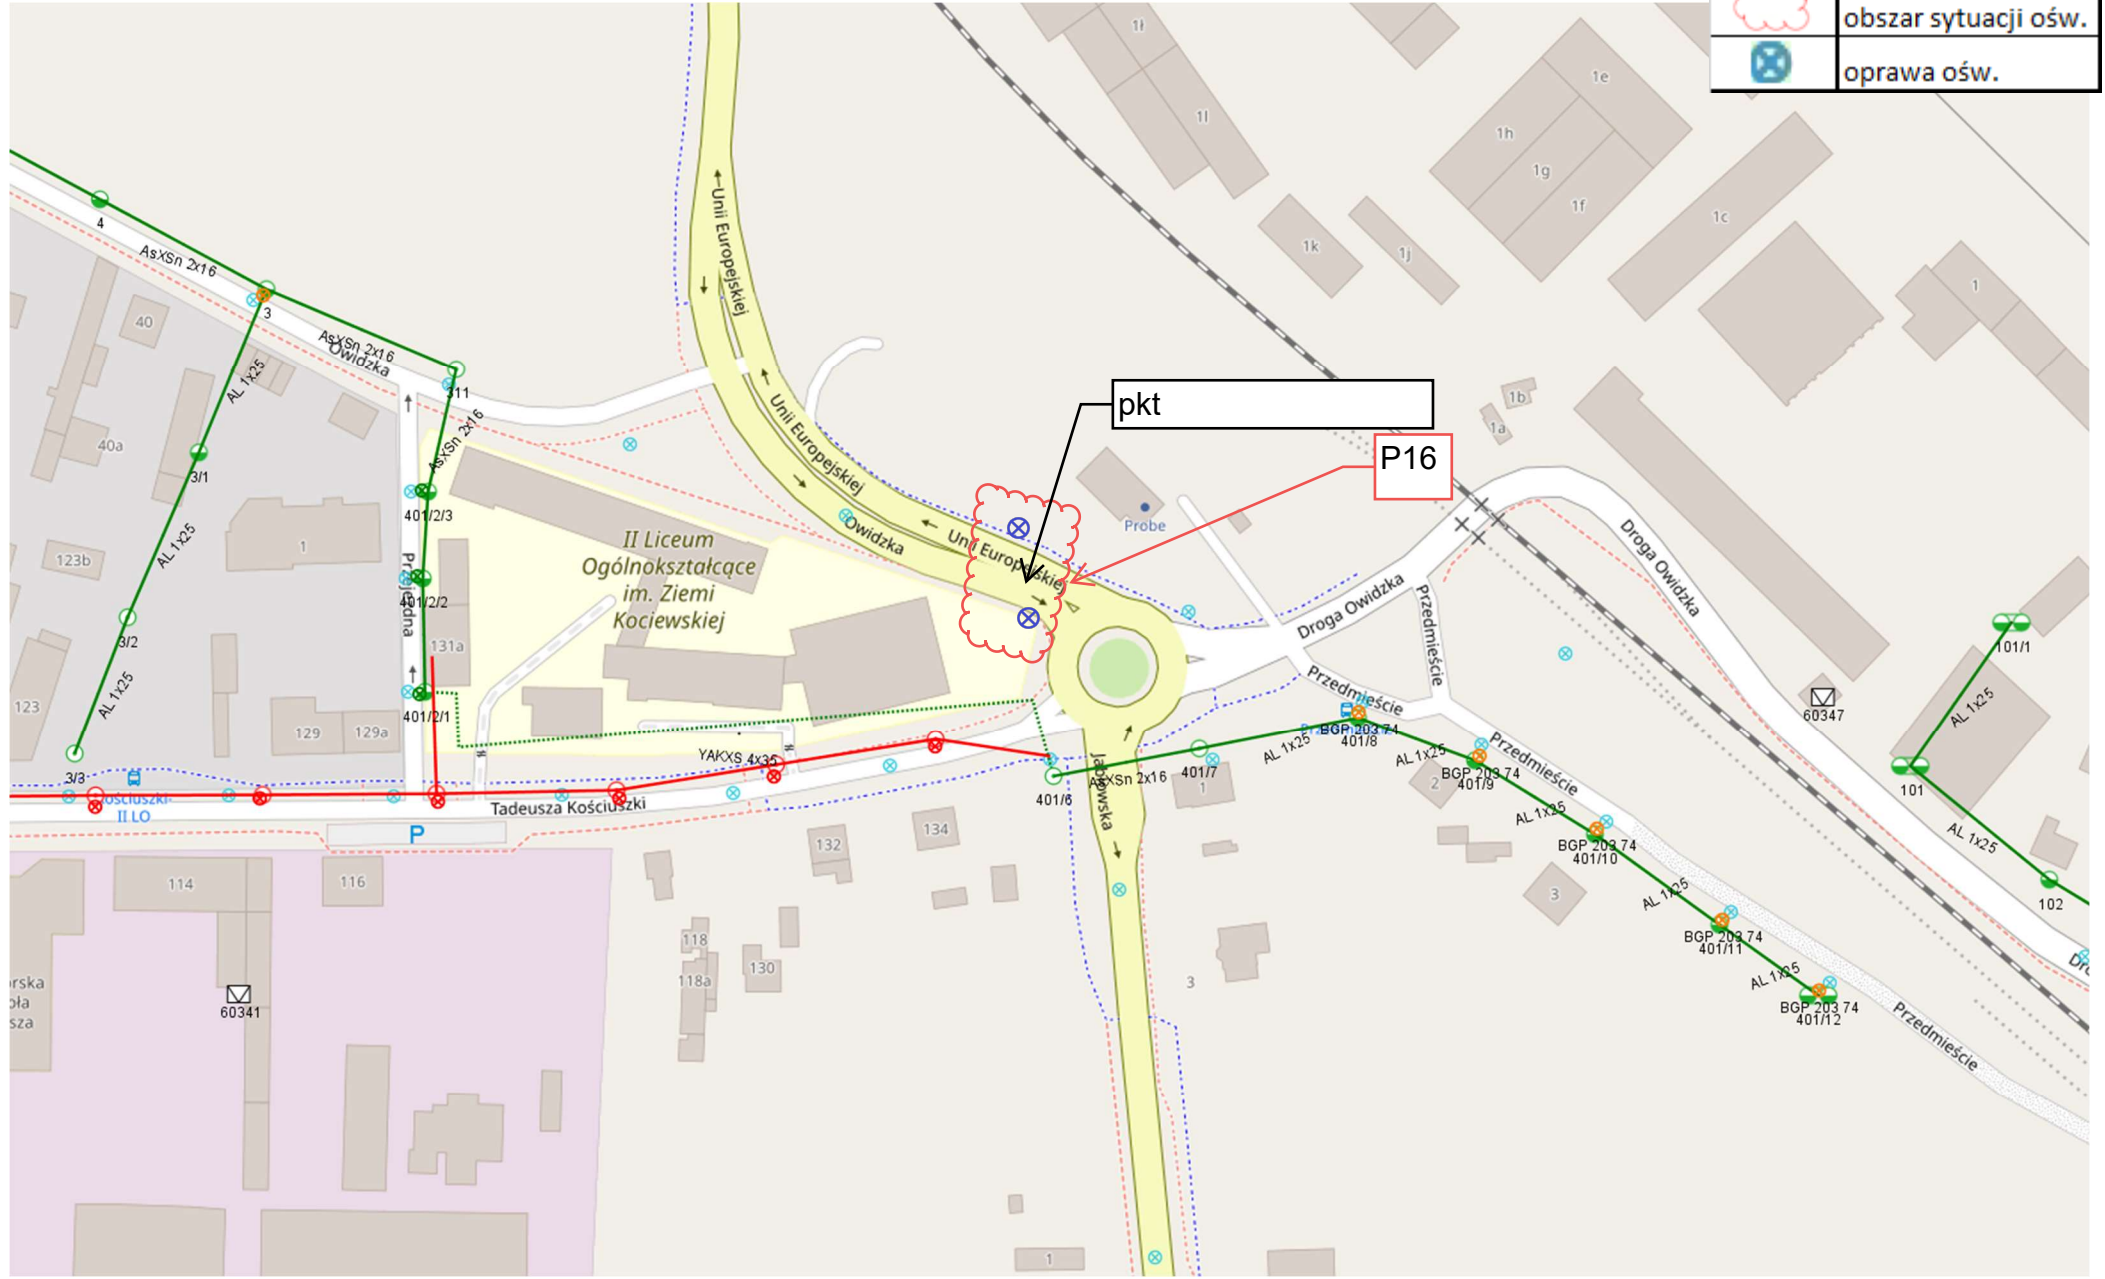 obszar sytuacji ośw.
oprawa ośw.
1ł
1l
1e
1h
1g
1f
1c
1k
1j
1
Unii Europejskiej
Unii Europejskiej
4
AsXSn 2x16
3
AsXSn 2x16
Owidzka
311
AsXSn 2x16
40
40a
AL 1x25
3/1
AL 1x25
123b
1
3/2
AL 1x25
123
3/3
401/2/3
401/2/2
Przejezdna
131a
401/2/1
129
129a
II Liceum
Ogólnokształcące
im. Ziemi
Kociewskiej
Unii Europejskiej
Owidzka
Unii Europejskiej
pkt
P16
Probe
1b
1a
Droga Owidzka
Droga Owidzka
Przedmieście
Przedmieście
60347
101/1
AL 1x25
101
AL 1x25
102
YAKXS 4x35
Tadeusza Kościuszki
II LO
P
401/6
AsXSn 2x16
401/7
1
AL 1x25
BGP 203 74
401/8
AL 1x25
BGP 203 74
401/9
2
Przedmieście
AL 1x25
BGP 203 74
401/10
AL 1x25
BGP 203 74
401/11
AL 1x25
BGP 203 74
401/12
Przedmieście
3
3
114
116
132
134
118
118a
130
60341
1